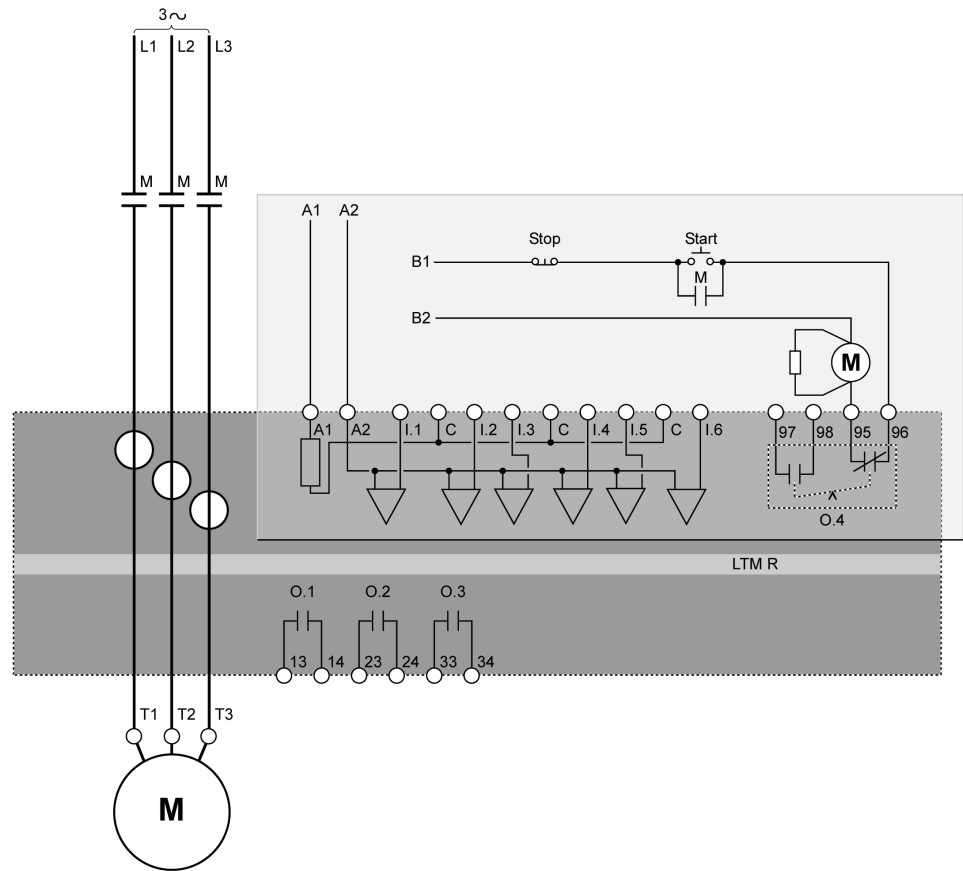 3~
L1 L2 L3
M M M
A1 A2
Stop Start
B1
M
B2
M
A1 A2 I.1 C I.2 I.3 C I.4 I.5 C I.6 97 98 95 96
O.4
LTM R
O.1 O.2 O.3
13 14 23 24 33 34
T1 T2 T3
M